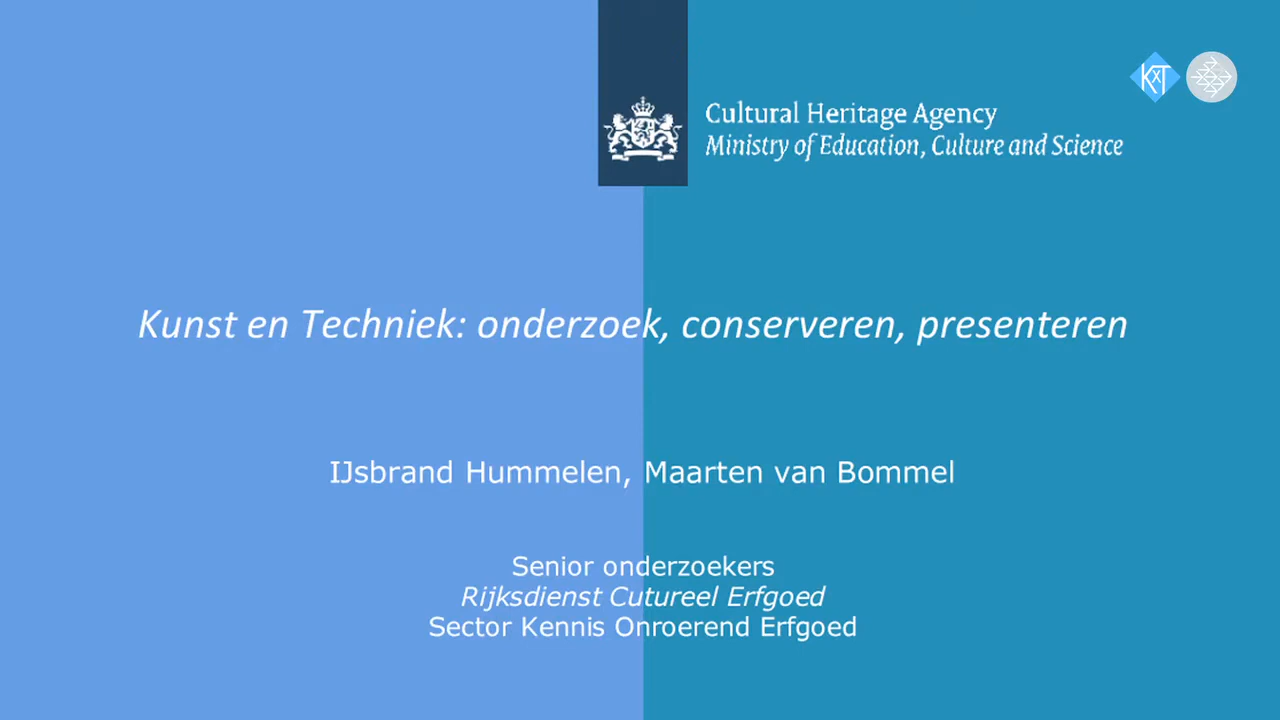 KxT
Cultural Heritage Agency
Ministry of Education, Culture and Science
Kunst en Techniek: onderzoek, conserveren, presenteren
IJsbrand Hummelen, Maarten van Bommel
Senior onderzoekers
Rijksdienst Cutureel Erfgoed
Sector Kennis Onroerend Erfgoed